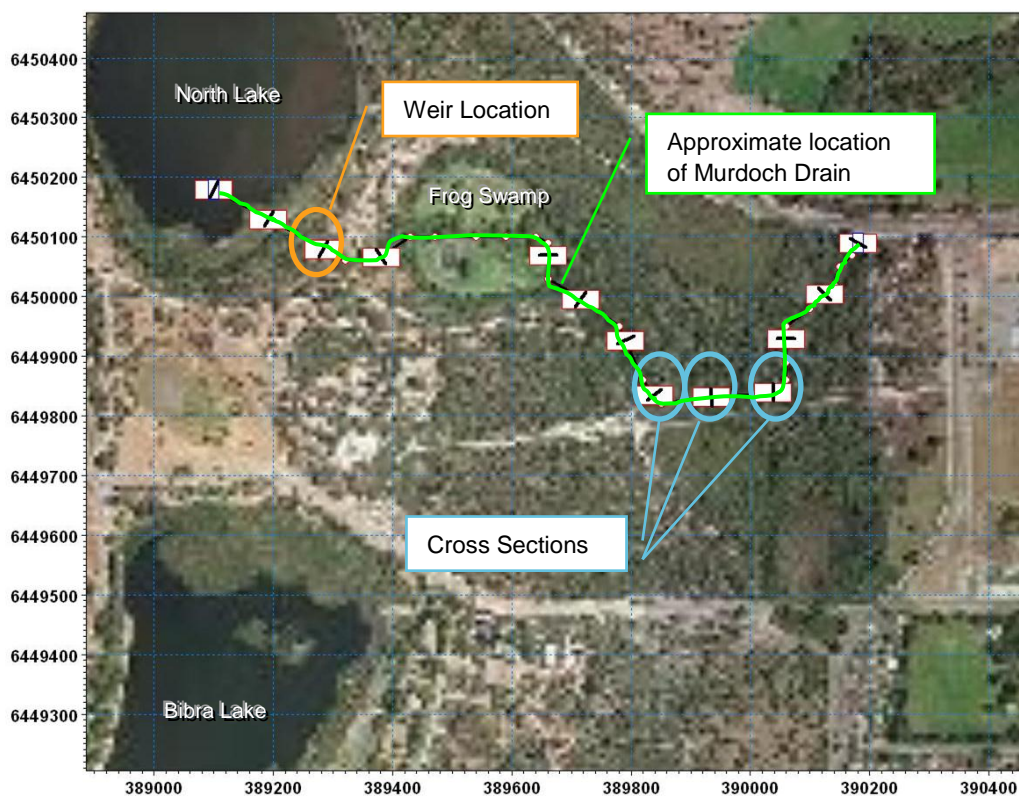 6450400
6450300
6450200
6450100
6450000
6449900
6449800
6449700
6449600
6449500
6449400
6449300
North Lake
Weir Location
Approximate location
of Murdoch Drain
Frog Swamp
Cross Sections
Bibra Lake
389000
389200
389400
389600
389800
390000
390200
390400